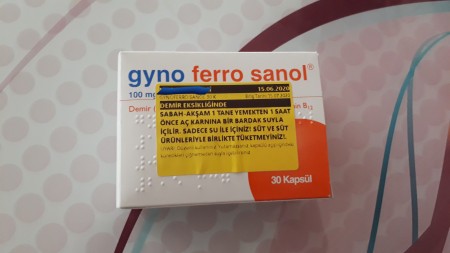 gyno ferro sanol®
100 mg
15.06.2020
DEMİR EKSİKLİĞİNDE
SABAH-AKŞAM 1 TANE YEMEKTEN 1 SAAT
ÖNCE AÇ KARNINA BİR BARDAK SUYLA
İÇİLİR. SADECE SU İLE İÇİNİZ! SÜT VE SÜT
ÜRÜNLERİYLE BİRLİKTE TÜKETMEYİNİZ!.
Demir
B12
30 Kapsül